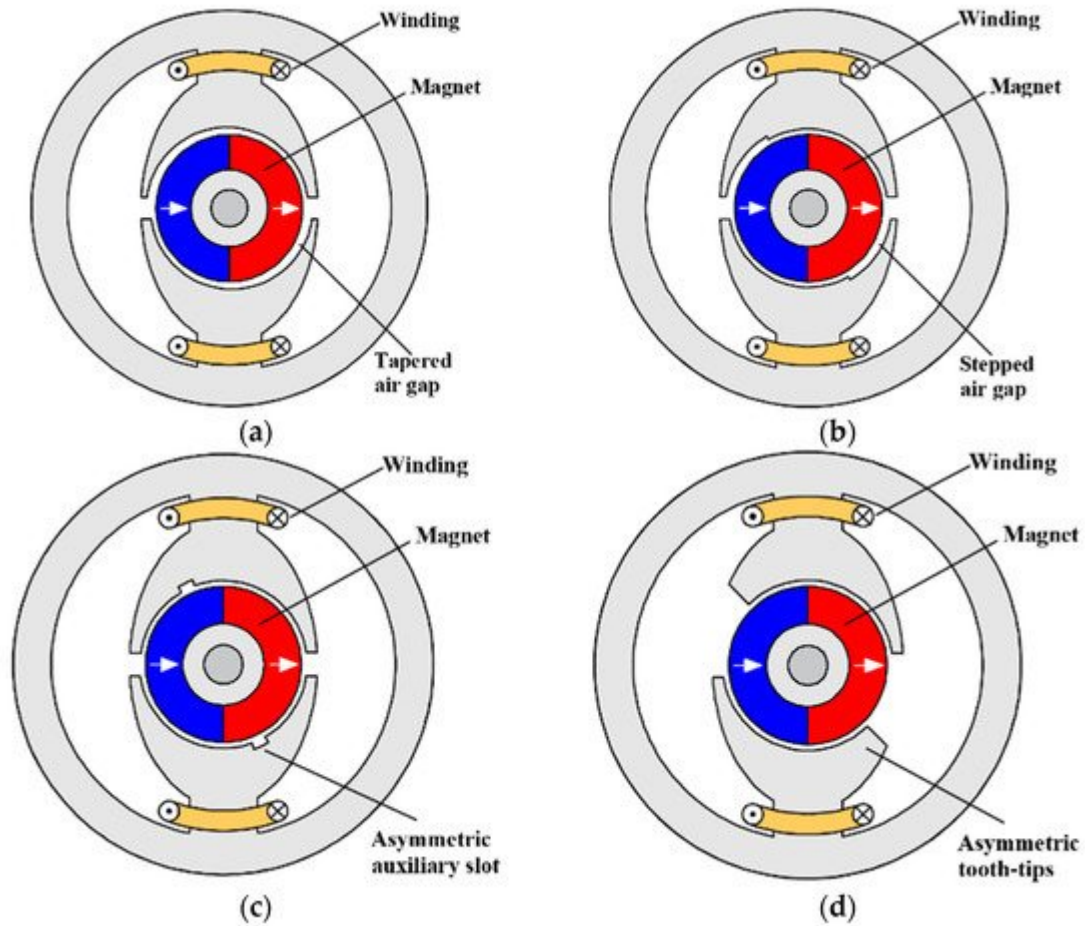 Winding
Magnet
Tapered
air gap
(a)
Winding
Magnet
Stepped
air gap
(b)
Winding
Magnet
Asymmetric
auxiliary slot
(c)
Winding
Magnet
Asymmetric
tooth-tips
(d)